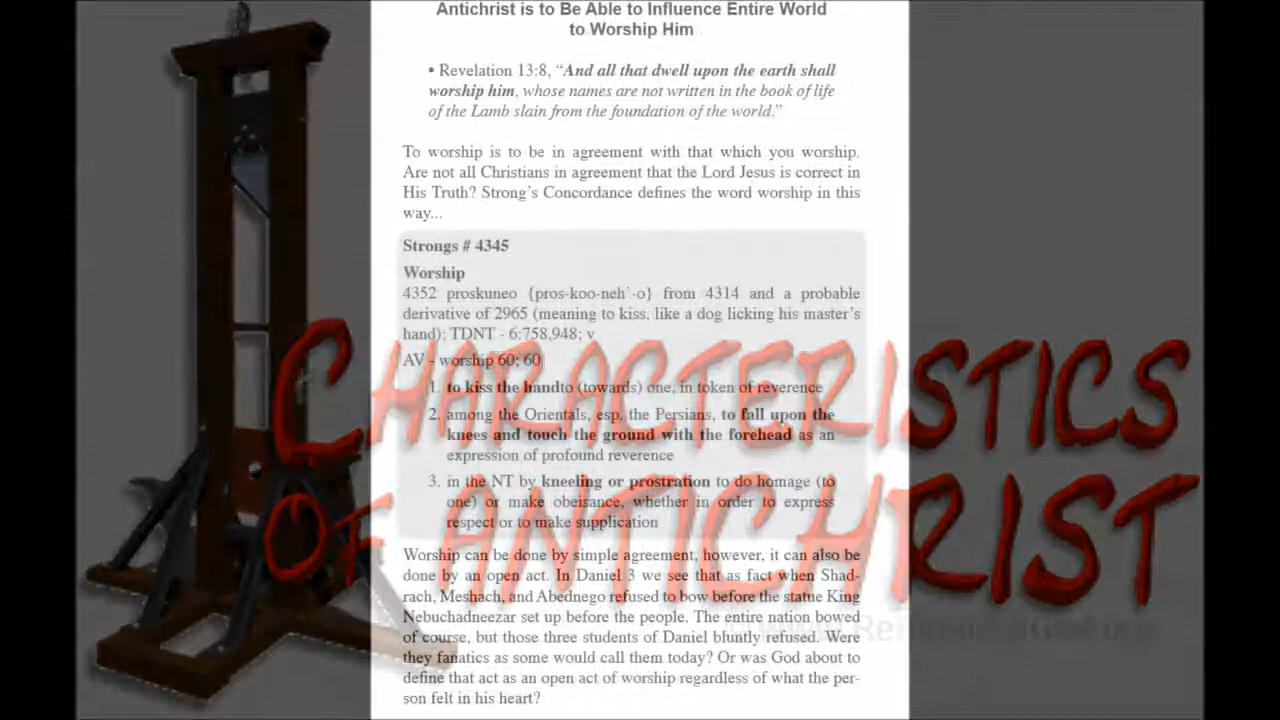 Antichrist is to Be Able to Influence Entire World
to Worship Him
• Revelation 13:8, “And all that dwell upon the earth shall
worship him, whose names are not written in the book of life
of the Lamb slain from the foundation of the world.”
To worship is to be in agreement with that which you worship.
Are not all Christians in agreement that the Lord Jesus is correct in
His Truth? Strong’s Concordance defines the word worship in this
way...
Strongs # 4345
Worship
4352 proskuneo {pros-koo-neh´-o} from 4314 and a probable
derivative of 2965 (meaning to kiss, like a dog licking his master’s
hand); TDNT - 6:758,948; v
AV - worship 60; 60
1. to kiss the handto (towards) one, in token of reverence
2. among the Orientals, esp. the Persians, to fall upon the
knees and touch the ground with the forehead as an
expression of profound reverence
3. in the NT by kneeling or prostration to do homage (to
one) or make obeisance, whether in order to express
respect or to make supplication
Worship can be done by simple agreement, however, it can also be
done by an open act. In Daniel 3 we see that as fact when Shad-
rach, Meshach, and Abednego refused to bow before the statue King
Nebuchadneezar set up before the people. The entire nation bowed
of course, but those three students of Daniel bluntly refused. Were
they fanatics as some would call them today? Or was God about to
define that act as an open act of worship regardless of what the per-
son felt in his heart?
CHARACTERISTICS
OF ANTICHRIST